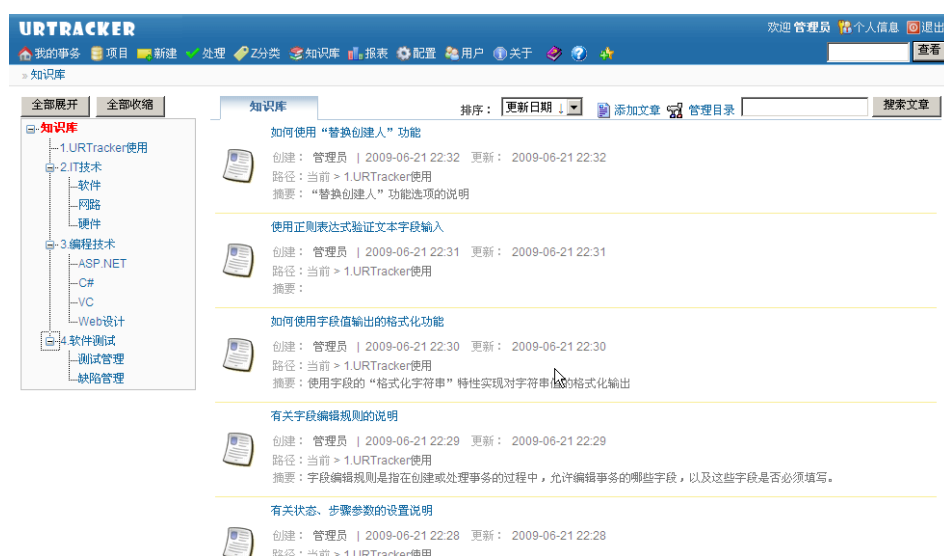 URTRACKER
欢迎 管理员 个人信息 退出
我的事务 项目 新建 处理 Z分类 知识库 报表 配置 用户 关于 查看
» 知识库
全部展开 全部收缩
知识库
1.URTracker使用
2.IT技术
软件
网路
硬件
3.编程技术
ASP.NET
C#
VC
Web设计
4.软件测试
测试管理
缺陷管理
知识库 排序： 更新日期 ↓ 添加文章 管理目录 搜索文章
如何使用“替换创建人”功能
创建： 管理员 | 2009-06-21 22:32 更新： 2009-06-21 22:32
路径：当前 > 1.URTracker使用
摘要：“替换创建人”功能选项的说明
使用正则表达式验证文本字段输入
创建： 管理员 | 2009-06-21 22:31 更新： 2009-06-21 22:31
路径：当前 > 1.URTracker使用
摘要：
如何使用字段值输出的格式化功能
创建： 管理员 | 2009-06-21 22:30 更新： 2009-06-21 22:30
路径：当前 > 1.URTracker使用
摘要：使用字段的“格式化字符串”特性实现对字符串值的格式化输出
有关字段编辑规则的说明
创建： 管理员 | 2009-06-21 22:29 更新： 2009-06-21 22:29
路径：当前 > 1.URTracker使用
摘要：字段编辑规则是指在创建或处理事务的过程中，允许编辑事务的哪些字段，以及这些字段是否必须填写。
有关状态、步骤参数的设置说明
创建： 管理员 | 2009-06-21 22:28 更新： 2009-06-21 22:28
路径：当前 > 1.URTracker使用